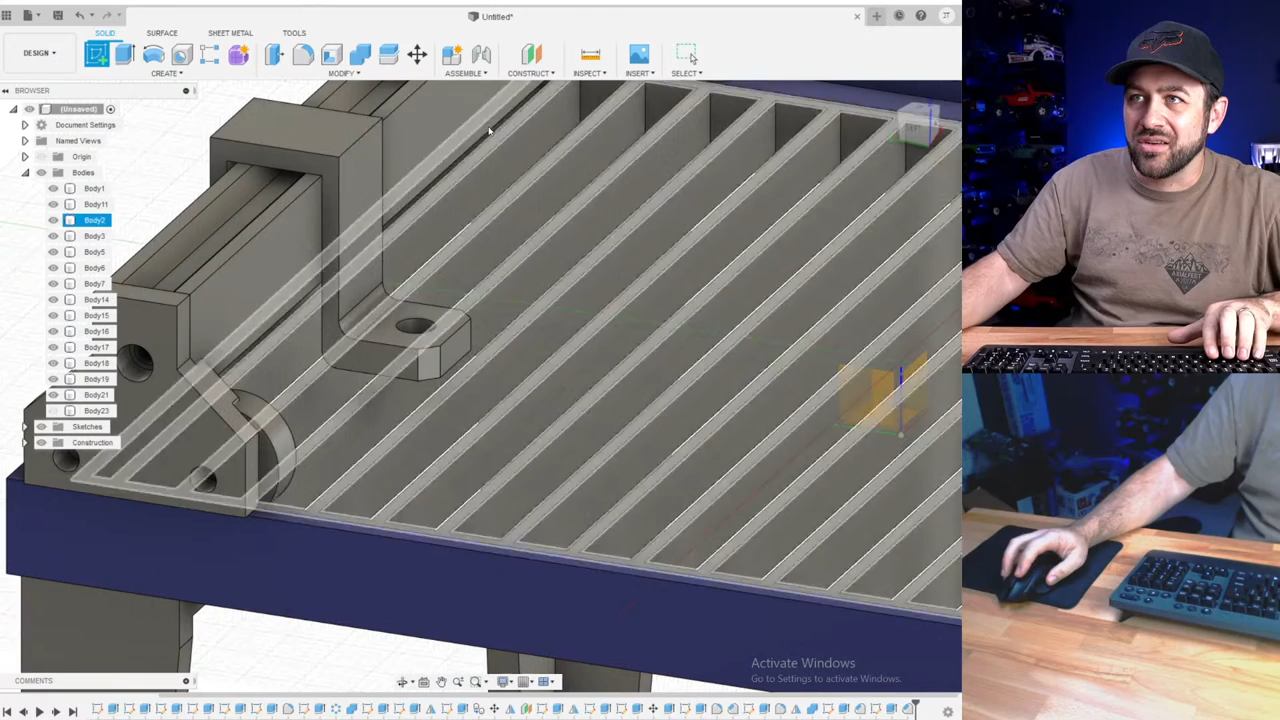 Untitled*
JT
DESIGN
SOLID
SURFACE
SHEET METAL
TOOLS
CREATE
MODIFY
ASSEMBLE
CONSTRUCT
INSPECT
INSERT
SELECT
BROWSER
(Unsaved)
Document Settings
Named Views
Origin
Bodies
Body1
Body11
Body2
Body3
Body5
Body6
Body7
Body14
Body15
Body16
Body17
Body18
Body19
Body21
Body23
Sketches
Construction
COMMENTS
Activate Windows
Go to Settings to activate Windows.